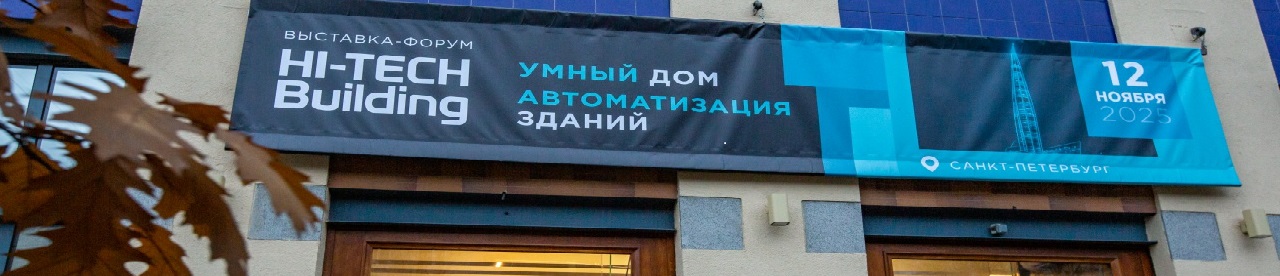 ВЫСТАВКА-ФОРУМ
HI-TECH
Building
УМНЫЙ ДОМ
АВТОМАТИЗАЦИЯ
ЗДАНИЙ
12
НОЯБРЯ
2025
САНКТ-ПЕТЕРБУРГ